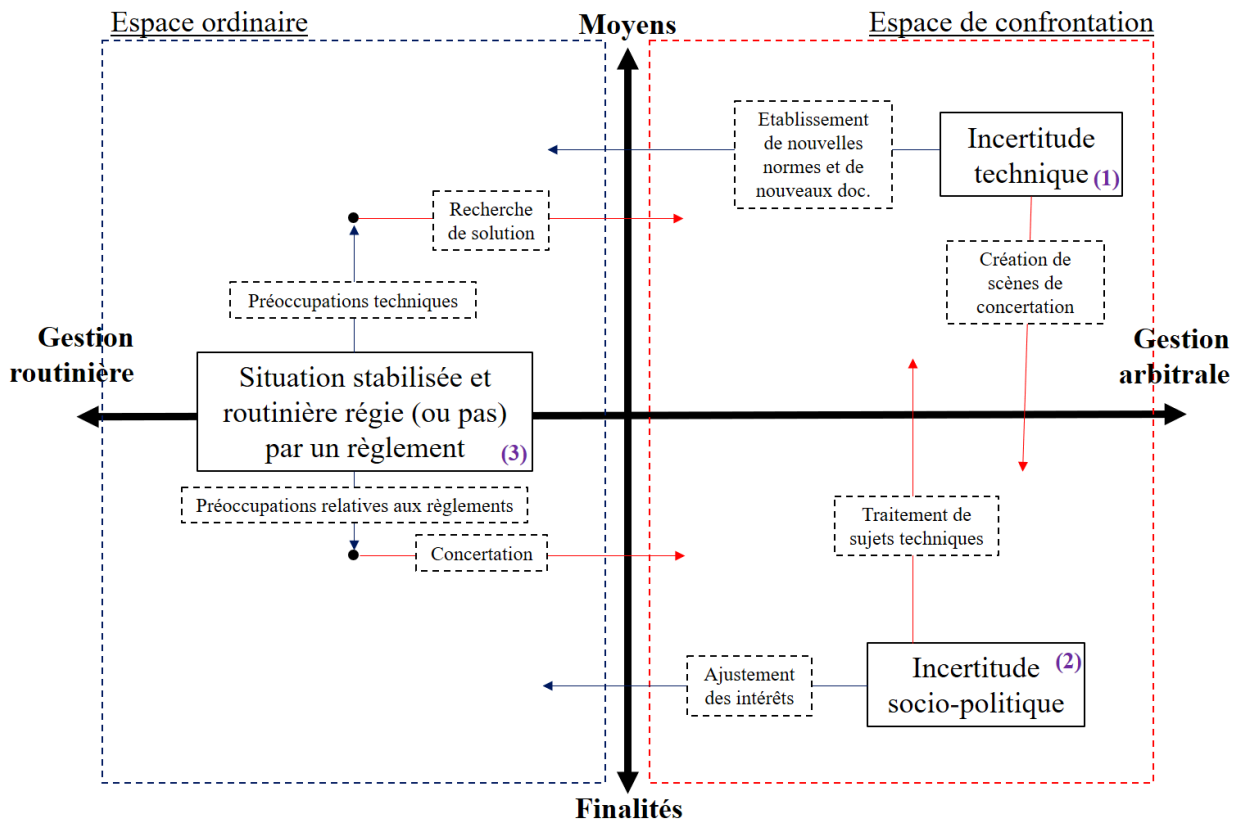 Espace ordinaire
Moyens
Espace de confrontation
Etablissement
de nouvelles
normes et de
nouveaux doc.
Incertitude
technique (1)
Recherche
de solution
Création de
scènes de
concertation
Préoccupations techniques
Gestion
routinière
Situation stabilisée et
routinière régie (ou pas)
par un règlement (3)
Gestion
arbitrale
Préoccupations relatives aux règlements
Concertation
Traitement de
sujets techniques
Ajustement
des intérêts
Incertitude (2)
socio-politique
Finalités